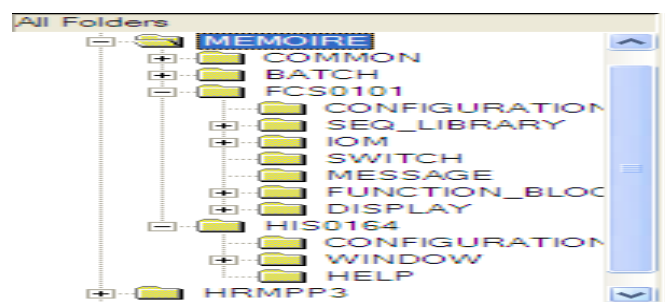 All Folders
MEMOIRE
COMMON
BATCH
FCS0101
CONFIGURATION
SEQ_LIBRARY
IOM
SWITCH
MESSAGE
FUNCTION_BLOC
DISPLAY
HIS0164
CONFIGURATION
WINDOW
HELP
HRMPP3